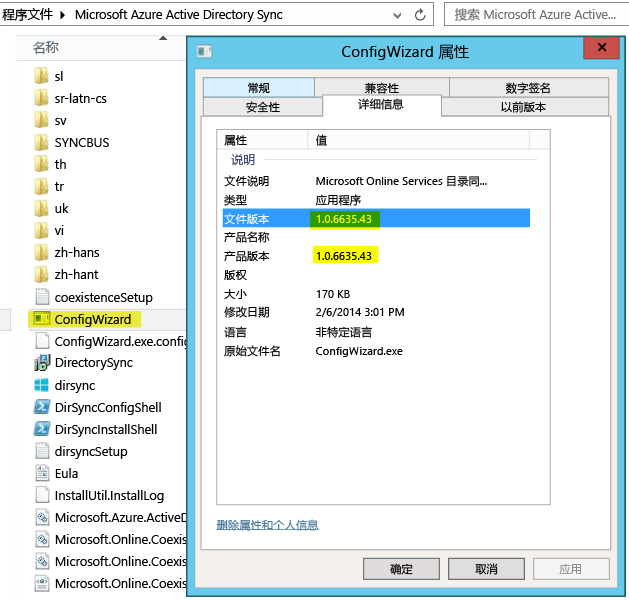 程序文件 Microsoft Azure Active Directory Sync
搜索 Microsoft Azure Active...
名称
sl
sr-latn-cs
sv
SYNCBUS
th
tr
uk
vi
zh-hans
zh-hant
coexistenceSetup
ConfigWizard
ConfigWizard.exe.config
DirectorySync
dirsync
DirSyncConfigShell
DirSyncInstallShell
dirsyncSetup
Eula
InstallUtil.InstallLog
Microsoft.Azure.ActiveD
Microsoft.Online.Coexis
Microsoft.Online.Coexis
Microsoft.Online.Coexis
ConfigWizard 属性
常规 兼容性 数字签名
安全性 详细信息 以前版本
属性 值
说明
文件说明 Microsoft Online Services 目录同...
类型 应用程序
文件版本 1.0.6635.43
产品名称
产品版本 1.0.6635.43
版权
大小 170 KB
修改日期 2/6/2014 3:01 PM
语言 非特定语言
原始文件名 ConfigWizard.exe
删除属性和个人信息
确定 取消 应用